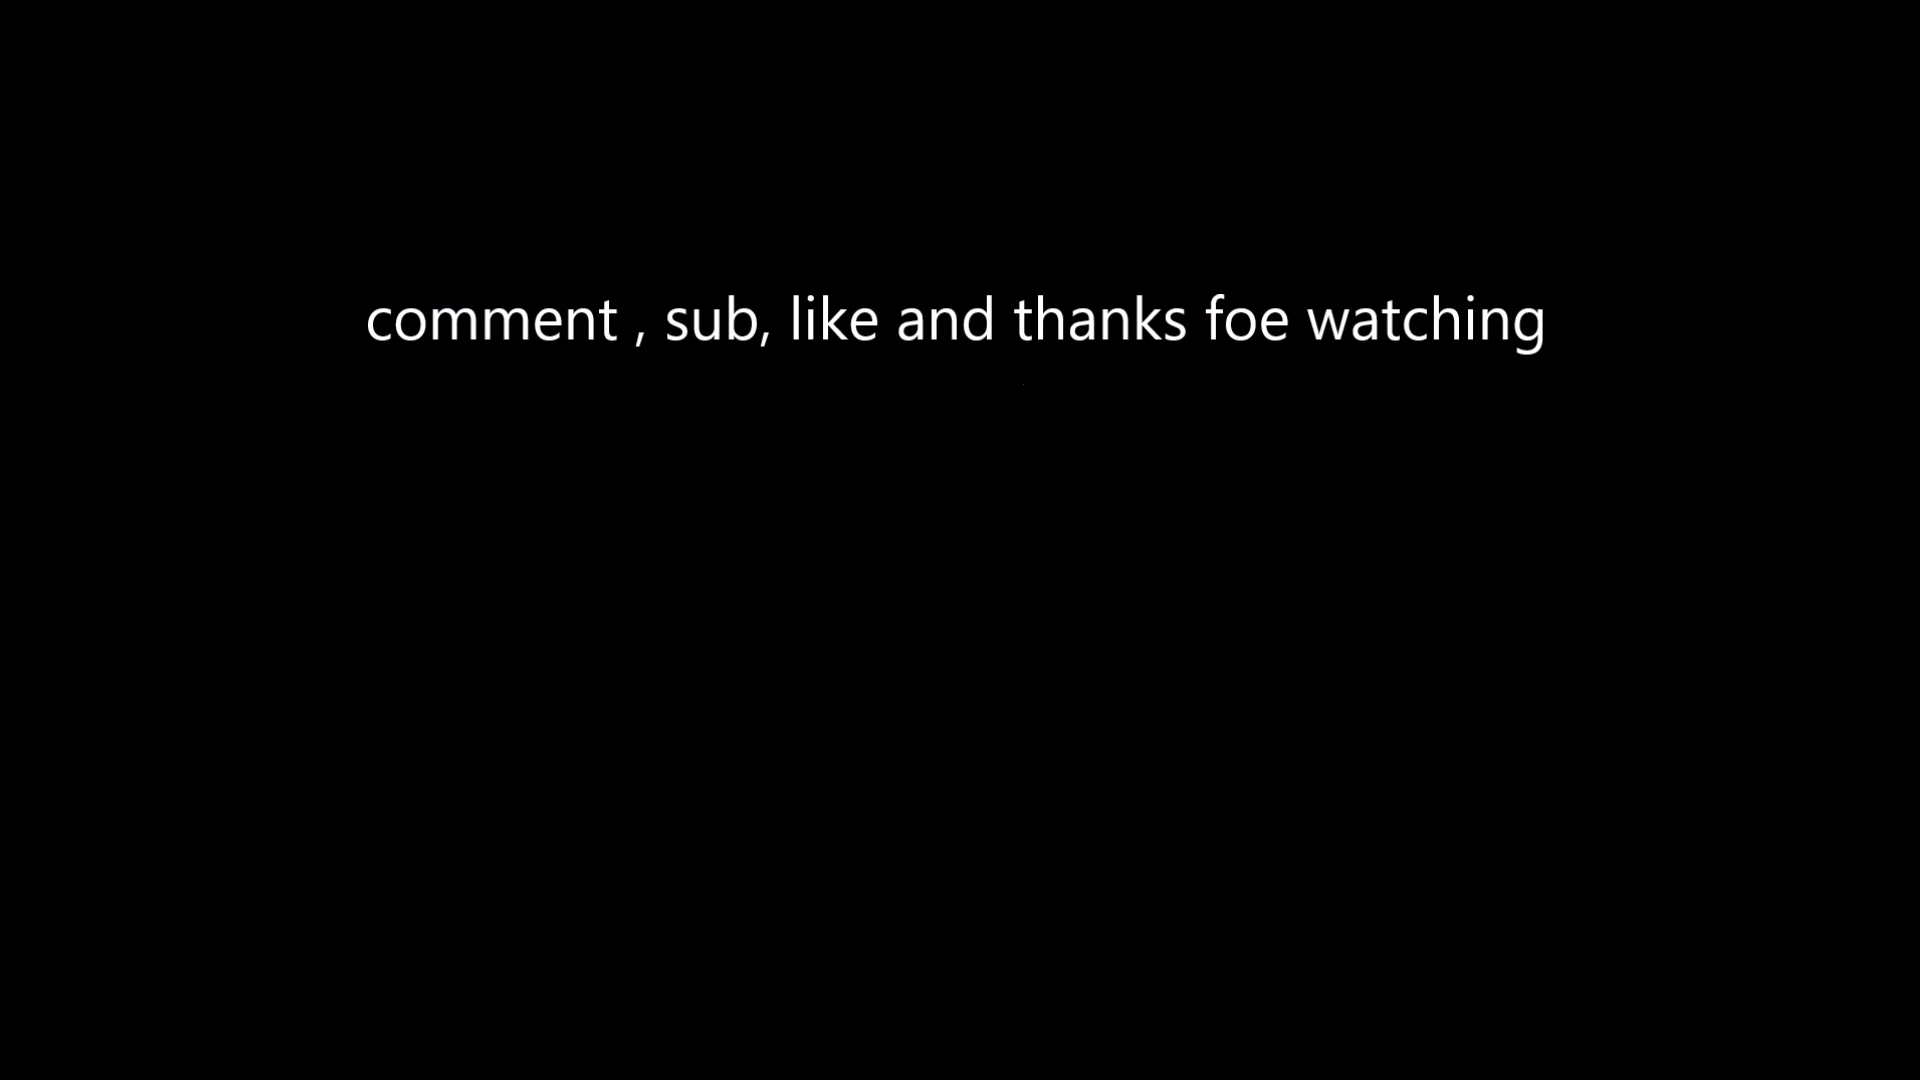 comment , sub, like and thanks foe watching